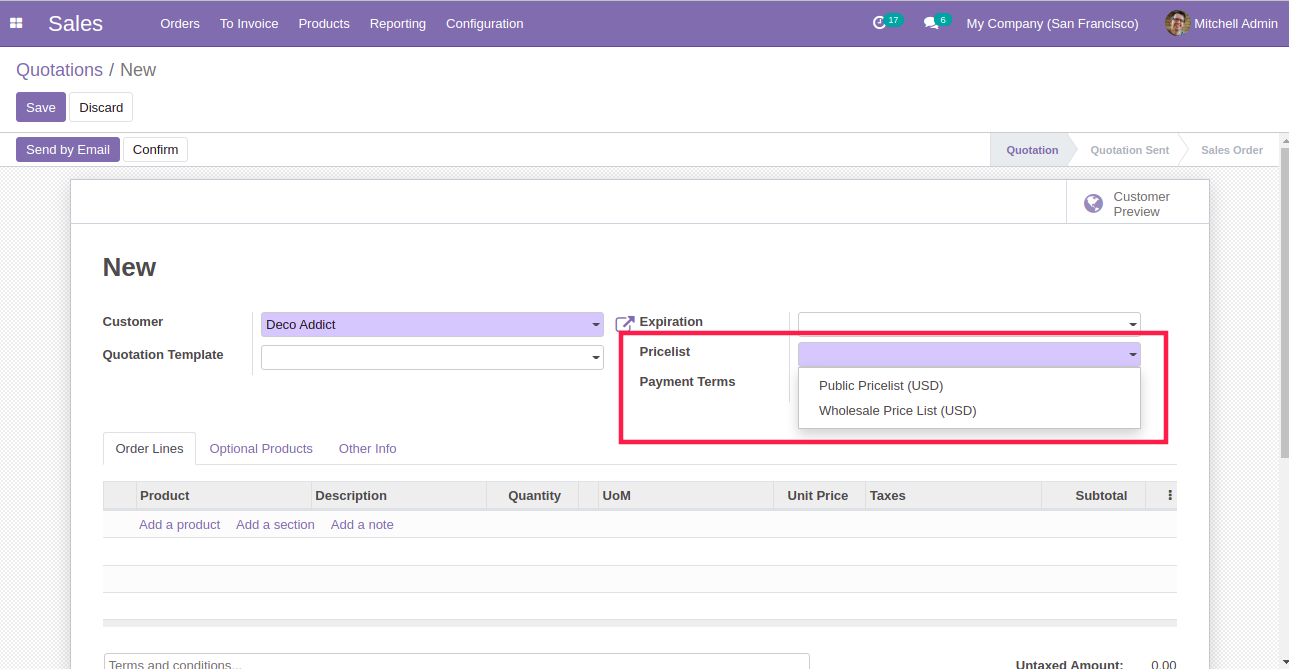 Sales Orders To Invoice Products Reporting Configuration 17 6 My Company (San Francisco) Mitchell Admin
Quotations / New
Save Discard
Send by Email Confirm Quotation Quotation Sent Sales Order
Customer
Preview
New
Customer Deco Addict Expiration
Quotation Template Pricelist
Payment Terms
Public Pricelist (USD)
Wholesale Price List (USD)
Order Lines Optional Products Other Info
Product Description Quantity UoM Unit Price Taxes Subtotal
Add a product Add a section Add a note
Terms and conditions... Untaxed Amount: 0.00